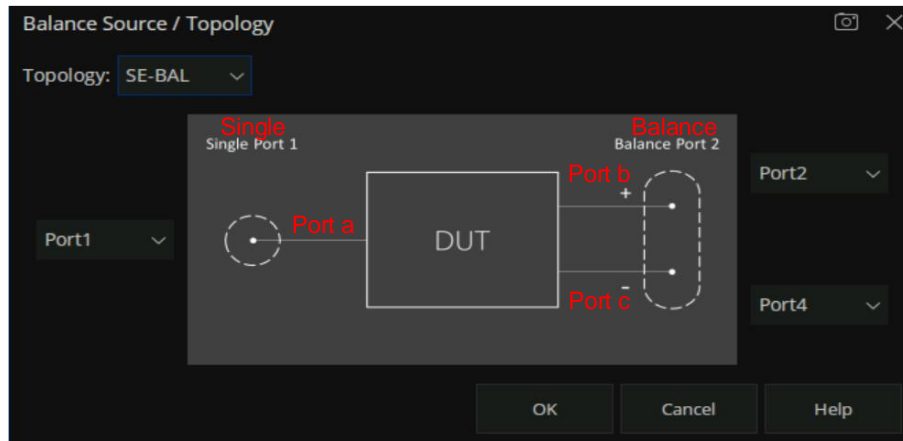 Balance Source / Topology
Topology: SE-BAL
Single
Single Port 1
Balance
Balance Port 2
Port b
+
Port2
Port1
Port a
DUT
-
Port c
Port4
OK
Cancel
Help